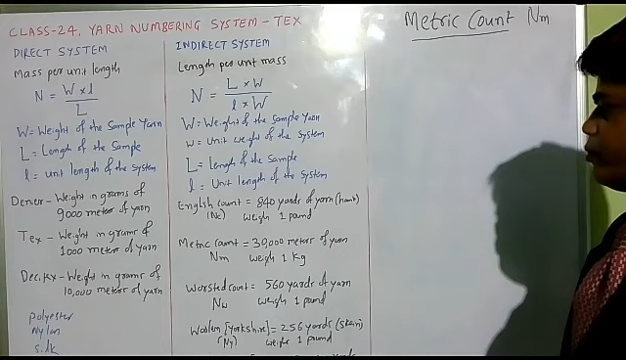 CLASS-24, YARN NUMBERING SYSTEM - TEX
DIRECT SYSTEM
Mass per unit length
N = W x l
L
W = Weight of the Sample Yarn
L = Length of the Sample
l = unit length of the System
Denier - Weight in grams of
9000 meter of yarn
Tex - Weight in grams of
1000 meter of yarn
Decitex - Weight in grams of
10,000 meter of yarn
polyester
Nylon
silk
INDIRECT SYSTEM
Length per unit mass
N = L x W
l x W
W = Weight of the Sample Yarn
w = unit weight of the System
L = Length of the Sample
l = Unit length of the System
English count = 840 yards of yarn (hank)
(Ne) weigh 1 pound
Metric count = 30,000 meter of yarn
Nm weigh 1 Kg
Worsted count = 560 yards of yarn
Nw weigh 1 pound
Woollen [Yorkshire] = 256 yards (skein)
(Ny) weigh 1 pound
Metric Count Nm